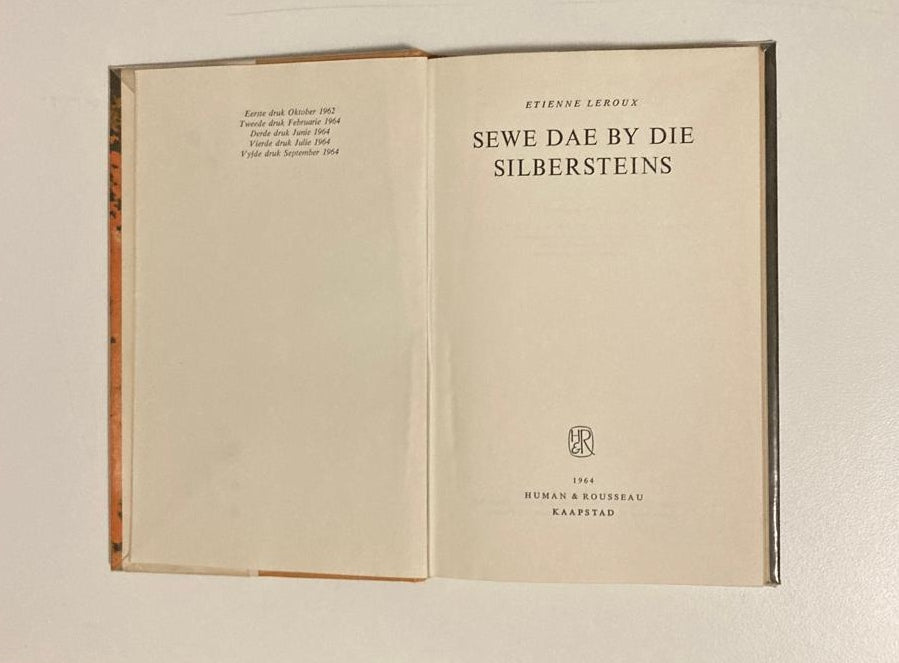 Eerste druk Oktober 1962
Tweede druk Februarie 1964
Derde druk Junie 1964
Vierde druk Julie 1964
Vyfde druk September 1964
ETIENNE LEROUX
SEWE DAE BY DIE
SILBERSTEINS
H&R
1964
HUMAN & ROUSSEAU
KAAPSTAD